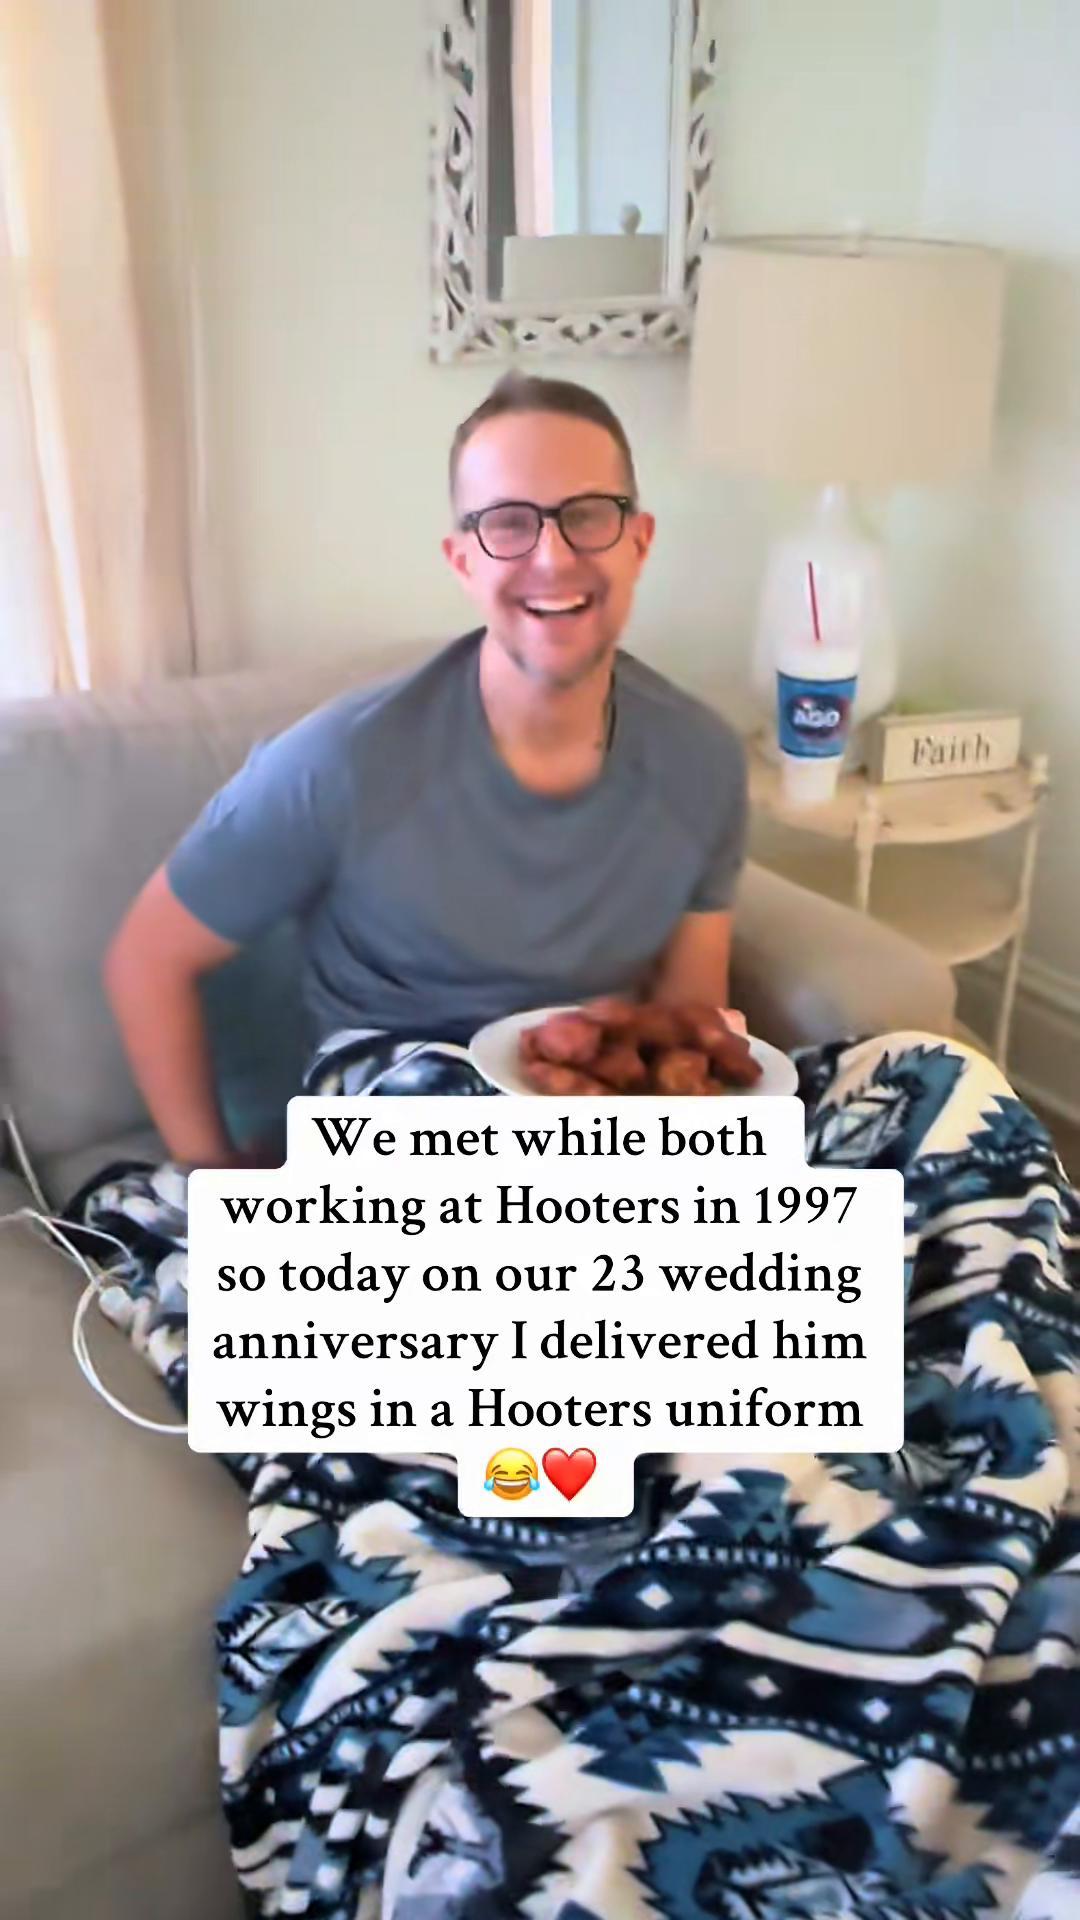 Faith
We met while both
working at Hooters in 1997
so today on our 23 wedding
anniversary I delivered him
wings in a Hooters uniform
😂❤️